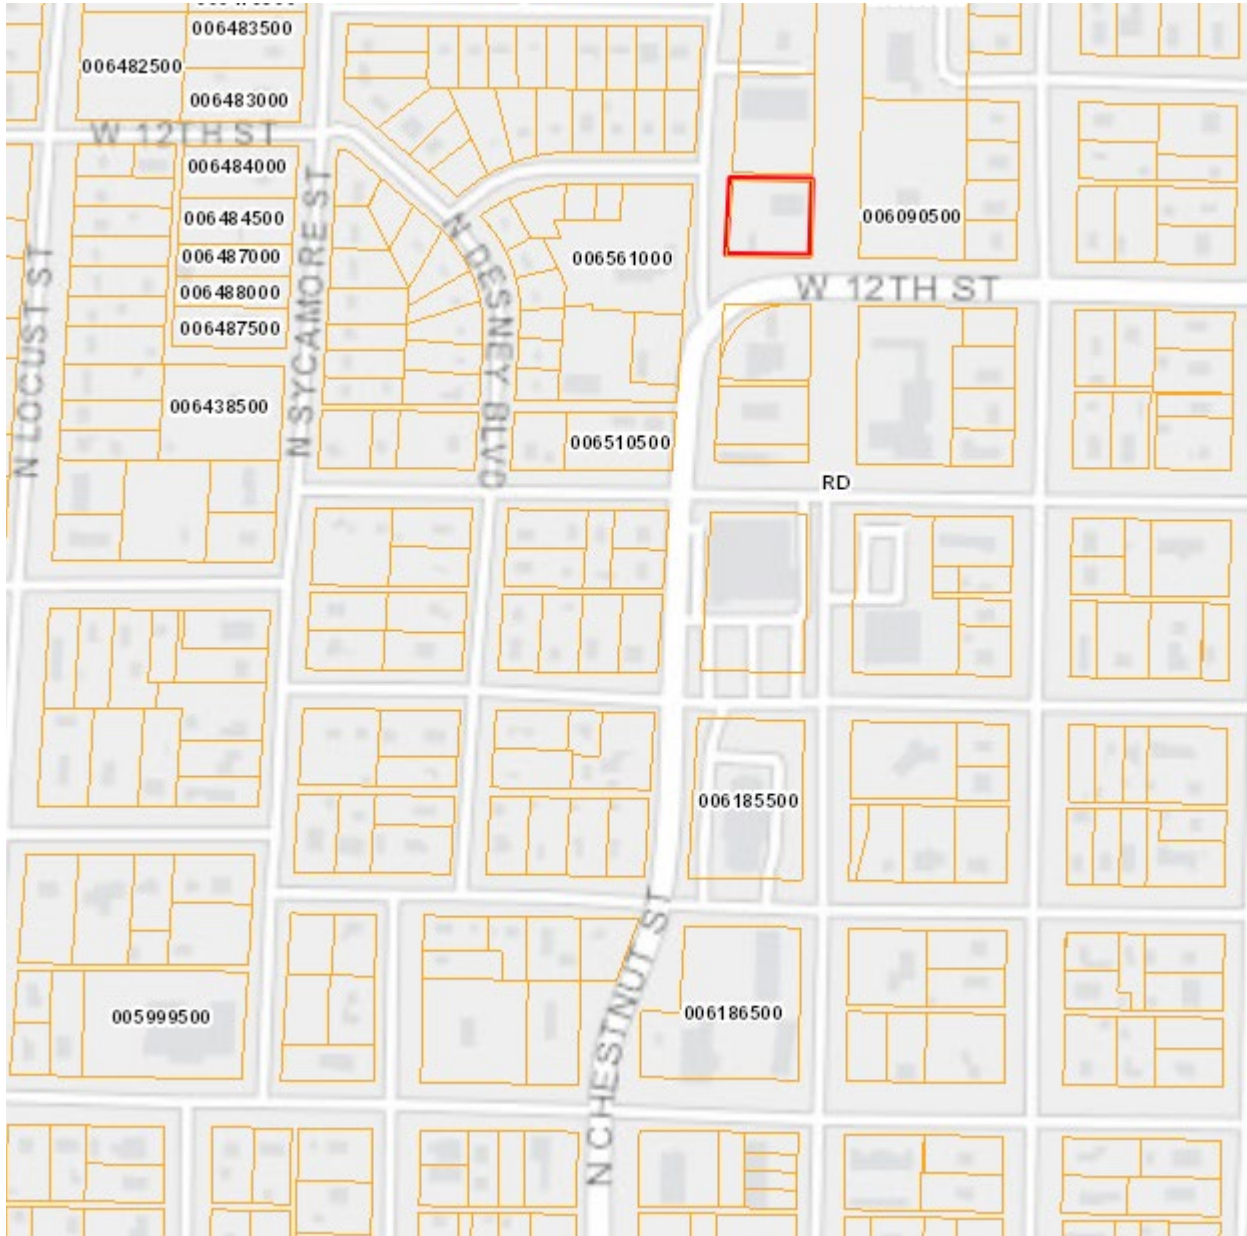 006483500
006482500
006483000
W 12TH ST
006484000
006484500
006090500
006487000
006561000
006488000
W 12TH ST
006487500
N LOCUST ST
N SYCAMORE ST
N DESNEY BLVD
006438500
006510500
RD
006185500
N CHESTNUT ST
005999500
006186500